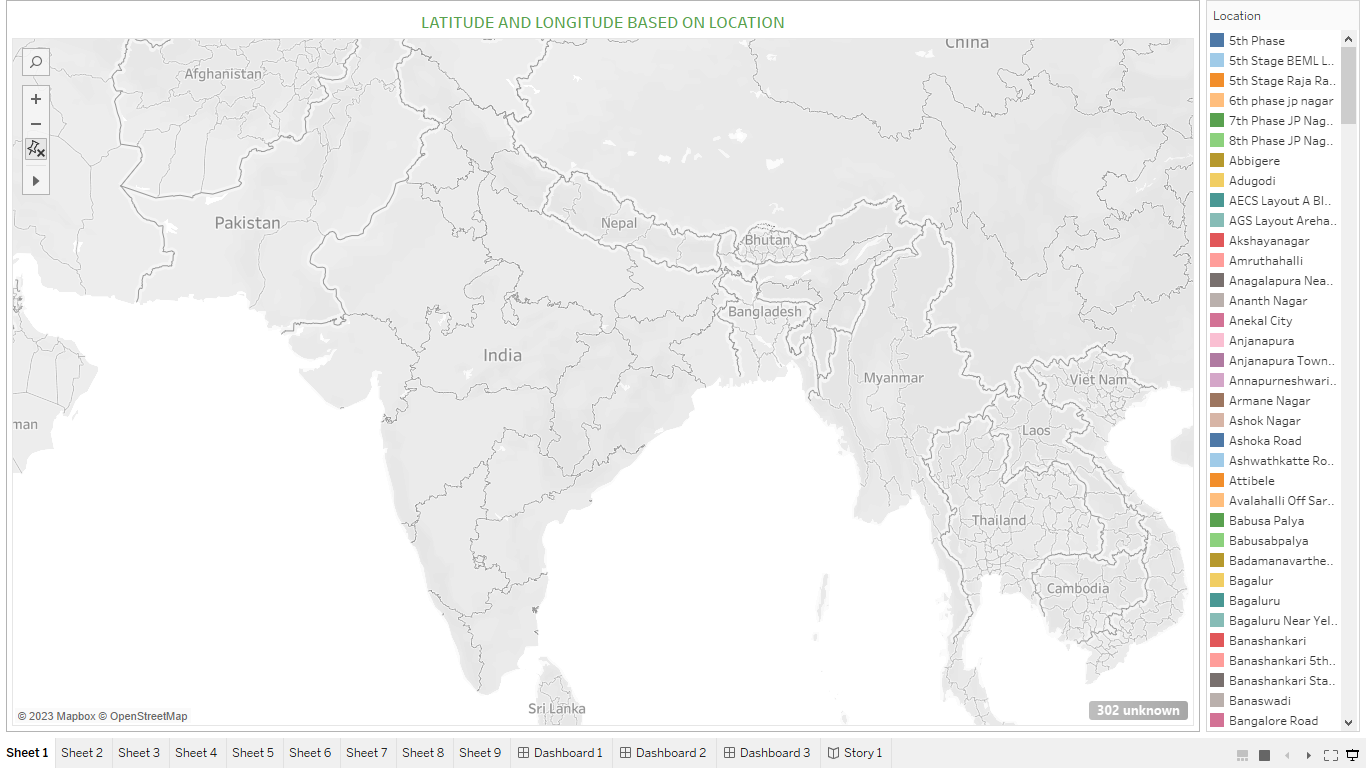 LATITUDE AND LONGITUDE BASED ON LOCATION
China
Afghanistan
Pakistan
Nepal
Bhutan
Bangladesh
India
Myanmar
Viet Nam
man
Laos
Thailand
Cambodia
Sri Lanka
302 unknown
© 2023 Mapbox © OpenStreetMap
Location
5th Phase
5th Stage BEML L..
5th Stage Raja Ra..
6th phase jp nagar
7th Phase JP Nag..
8th Phase JP Nag..
Abbigere
Adugodi
AECS Layout A Bl..
AGS Layout Areha..
Akshayanagar
Amruthahalli
Anagalapura Nea..
Ananth Nagar
Anekal City
Anjanapura
Anjanapura Town..
Annapurneshwari..
Armane Nagar
Ashok Nagar
Ashoka Road
Ashwathkatte Ro..
Attibele
Avalahalli Off Sar..
Babusa Palya
Babusabpalya
Badamanavarthe..
Bagalur
Bagaluru
Bagaluru Near Yel..
Banashankari
Banashankari 5th..
Banashankari Sta..
Banaswadi
Bangalore Road
Sheet 1 Sheet 2 Sheet 3 Sheet 4 Sheet 5 Sheet 6 Sheet 7 Sheet 8 Sheet 9 Dashboard 1 Dashboard 2 Dashboard 3 Story 1